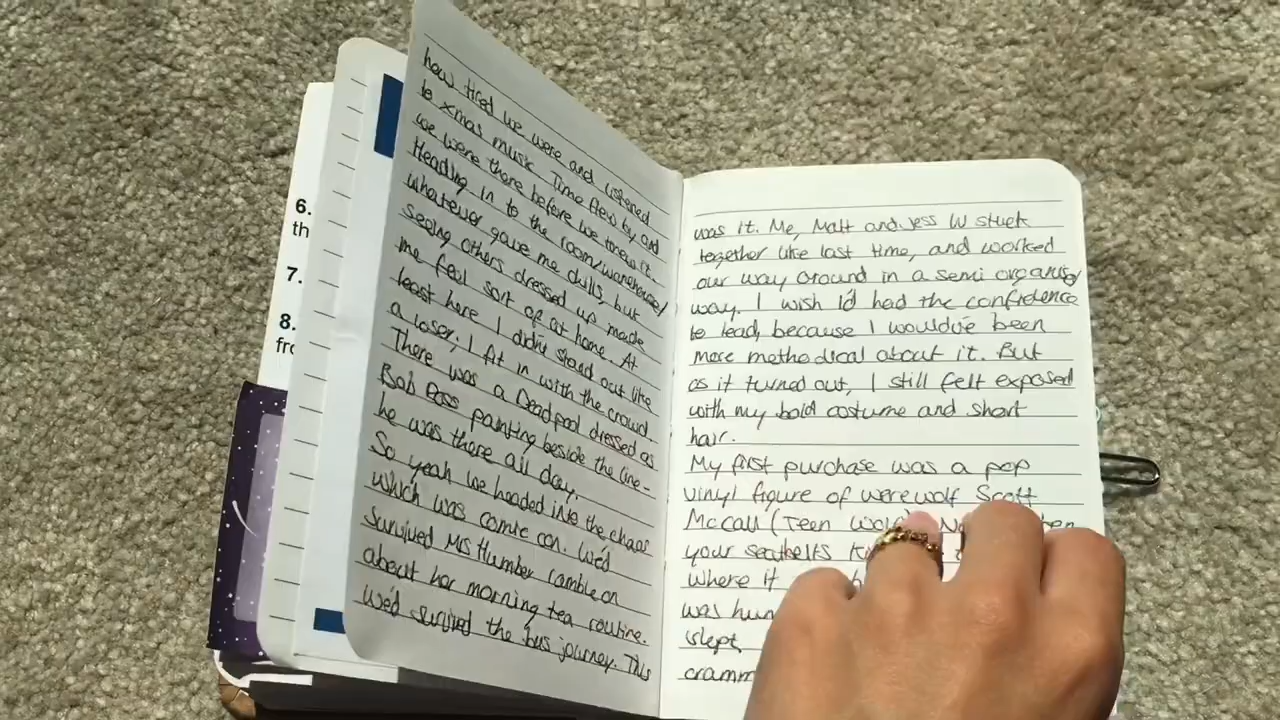 6.
th
7.
8.
fro
how tired we were and listened
to xmas music. Time flew by and
we were there before we knew it.
Heading in to the room/warehouse/
whatever gave me chills, but
seeing others dressed up made
me feel sort of at home. At
least here I didn't stand out like
a loser; I fit in with the crowd.
There was a Deadpool dressed as
Bob Ross painting beside the line -
he was there all day.
So yeah we headed into the chaos
which was comic con. We'd
survived Mrs Humber ramble on
about her morning tea routine.
We'd survived the bus journey. This
was it. Me, Matt and Jess W stuck
together like last time, and worked
our way around in a semi organised
way. I wish I'd had the confidence
to lead, because I would've been
more methodical about it. But
as it turned out, I still felt exposed
with my bold costume and short
hair.
My first purchase was a pop
vinyl figure of werewolf Scott
McCall (Teen Wolf)
your seatbelts
where it
was hun
slept,
cramm